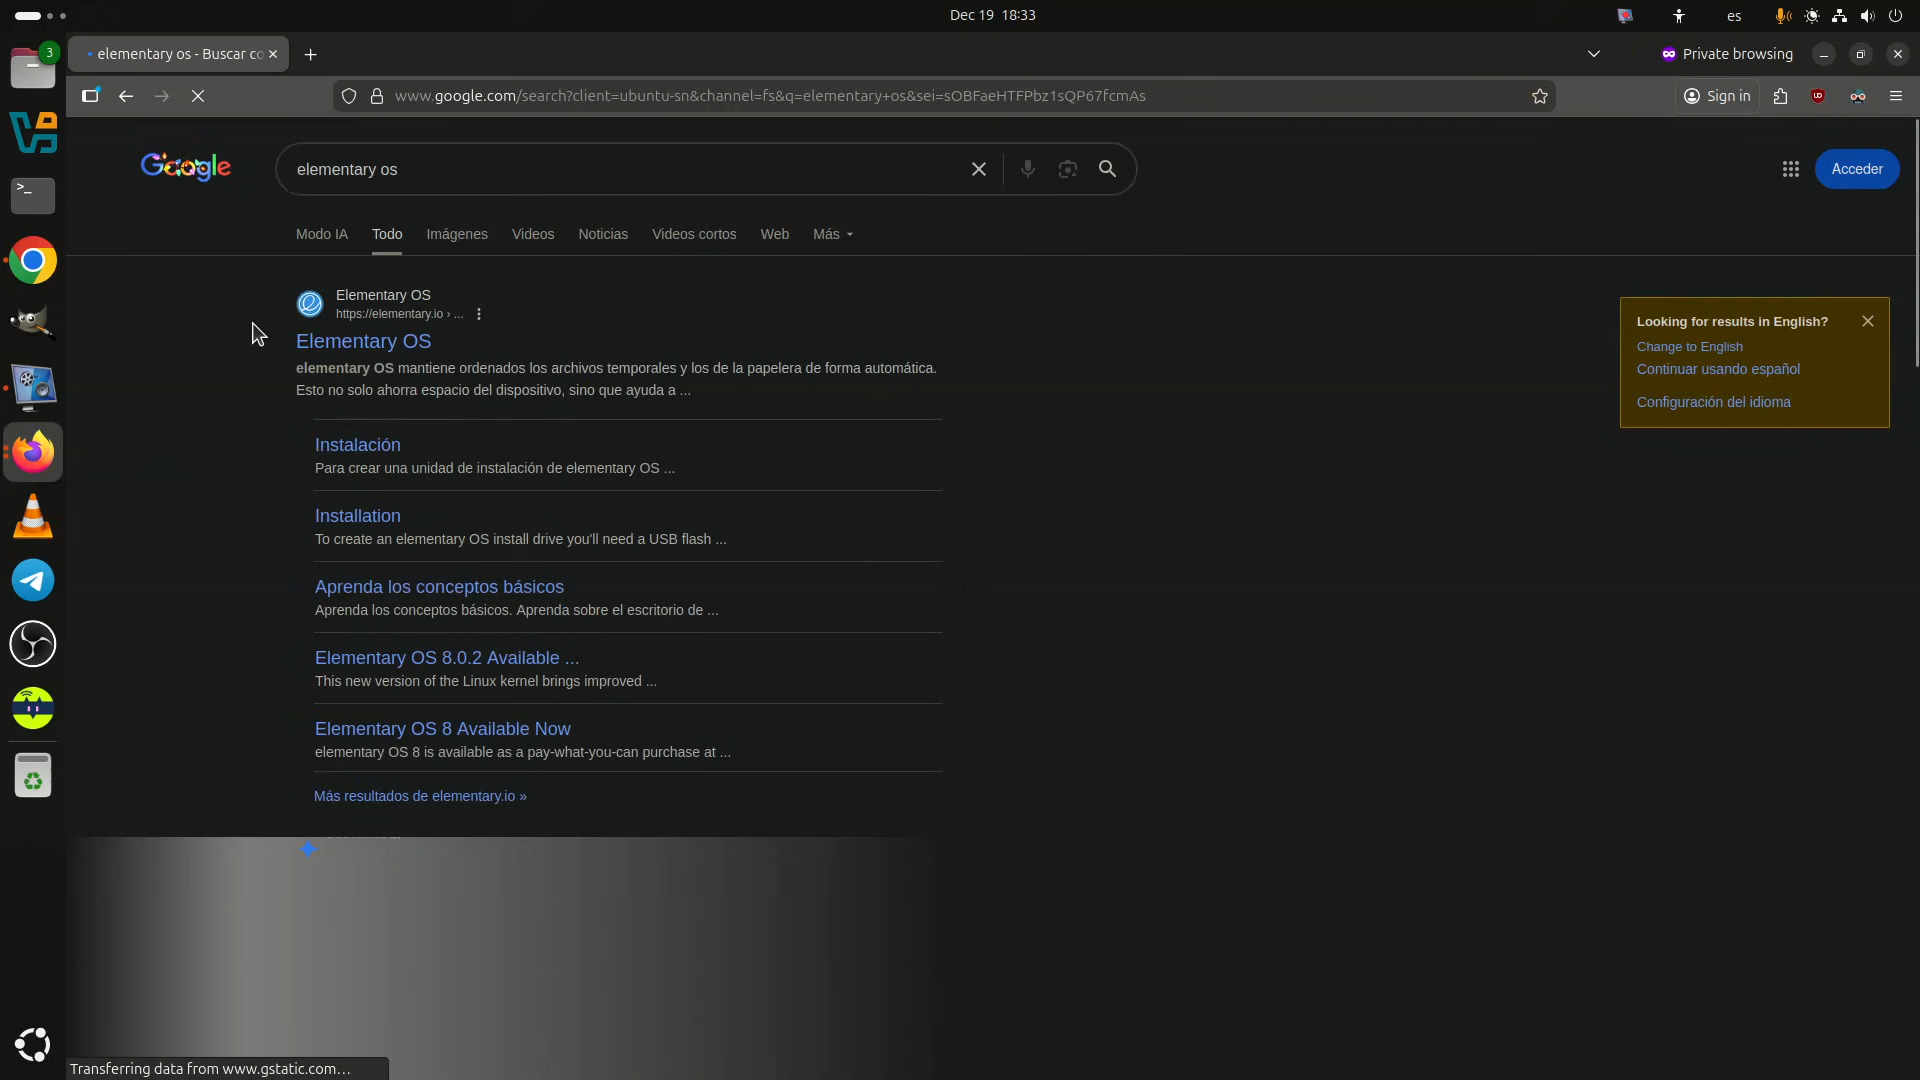 Dec 19 18:33
es
3
elementary os - Buscar co
Private browsing
www.google.com/search?client=ubuntu-sn&channel=fs&q=elementary+os&sei=sOBFaeHTFPbz1sQP67fcmAs
Sign in
Google
elementary os
Acceder
Modo IA
Todo
Imágenes
Videos
Noticias
Videos cortos
Web
Más
Elementary OS
https://elementary.io › ...
Elementary OS
elementary OS mantiene ordenados los archivos temporales y los de la papelera de forma automática.
Esto no solo ahorra espacio del dispositivo, sino que ayuda a ...
Instalación
Para crear una unidad de instalación de elementary OS ...
Installation
To create an elementary OS install drive you'll need a USB flash ...
Aprenda los conceptos básicos
Aprenda los conceptos básicos. Aprenda sobre el escritorio de ...
Elementary OS 8.0.2 Available ...
This new version of the Linux kernel brings improved ...
Elementary OS 8 Available Now
elementary OS 8 is available as a pay-what-you-can purchase at ...
Más resultados de elementary.io »
Looking for results in English?
Change to English
Continuar usando español
Configuración del idioma
Transferring data from www.gstatic.com…